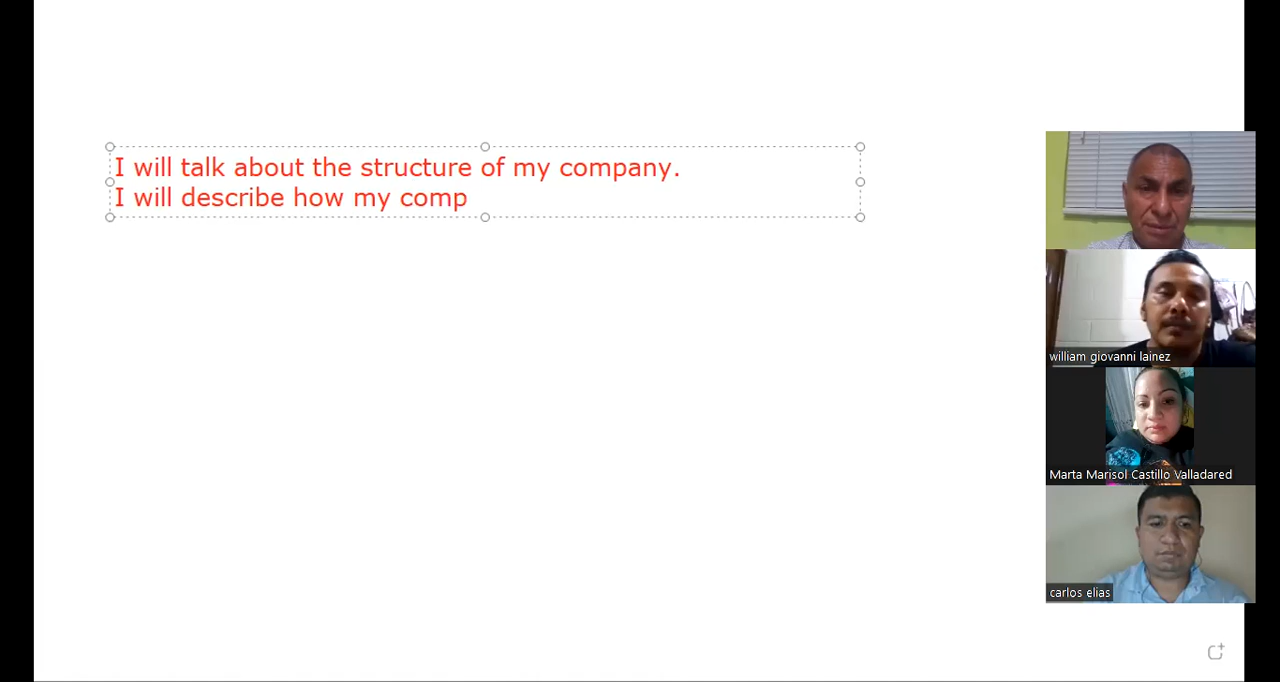 I will talk about the structure of my company.
I will describe how my comp
william giovanni lainez
Marta Marisol Castillo Valladared
carlos elias